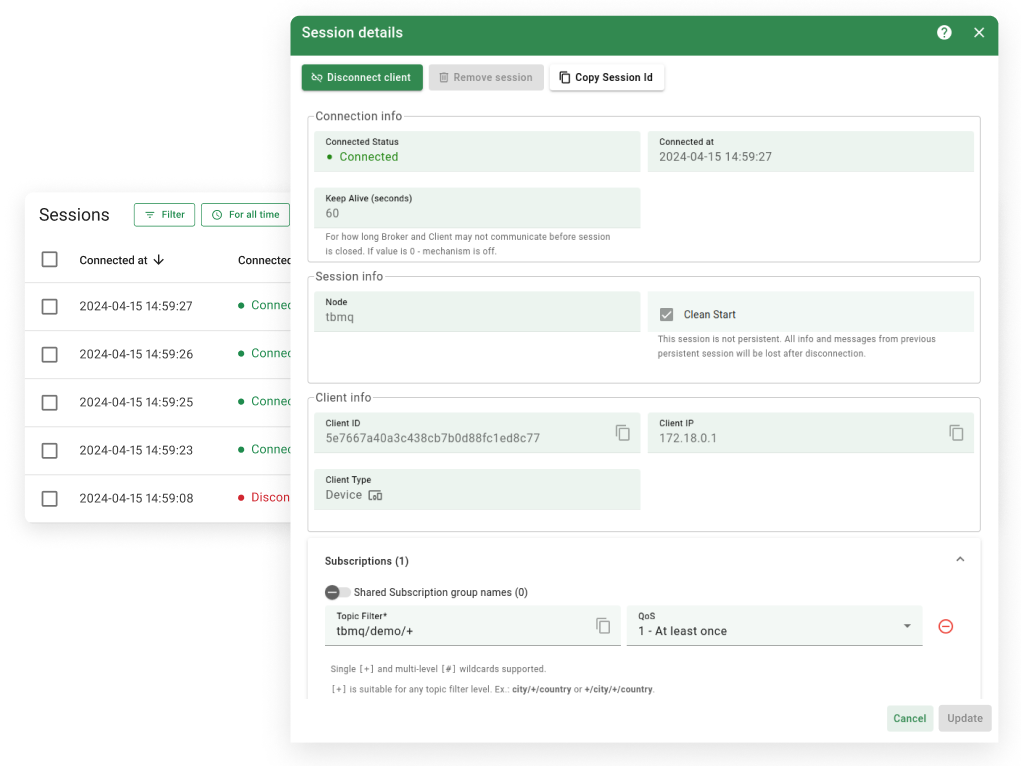 Session details
Disconnect client
Remove session
Copy Session Id
Connection info
Connected Status
Connected
Connected at
2024-04-15 14:59:27
Keep Alive (seconds)
60
For how long Broker and Client may not communicate before session
is closed. If value is 0 - mechanism is off.
Session info
Node
tbmq
Clean Start
This session is not persistent. All info and messages from previous
persistent session will be lost after disconnection.
Client info
Client ID
5e7667a40a3c438cb7b0d88fc1ed8c77
Client IP
172.18.0.1
Client Type
Device
Subscriptions (1)
Shared Subscription group names (0)
Topic Filter*
tbmq/demo/+
QoS
1 - At least once
Single [+] and multi-level [#] wildcards supported.
[+] is suitable for any topic filter level. Ex.: city/+/country or +/city/+/country.
Cancel
Update
Sessions
Filter
For all time
Connected at
Connected
2024-04-15 14:59:27
Connec
2024-04-15 14:59:26
Connec
2024-04-15 14:59:25
Connec
2024-04-15 14:59:23
Connec
2024-04-15 14:59:08
Discon